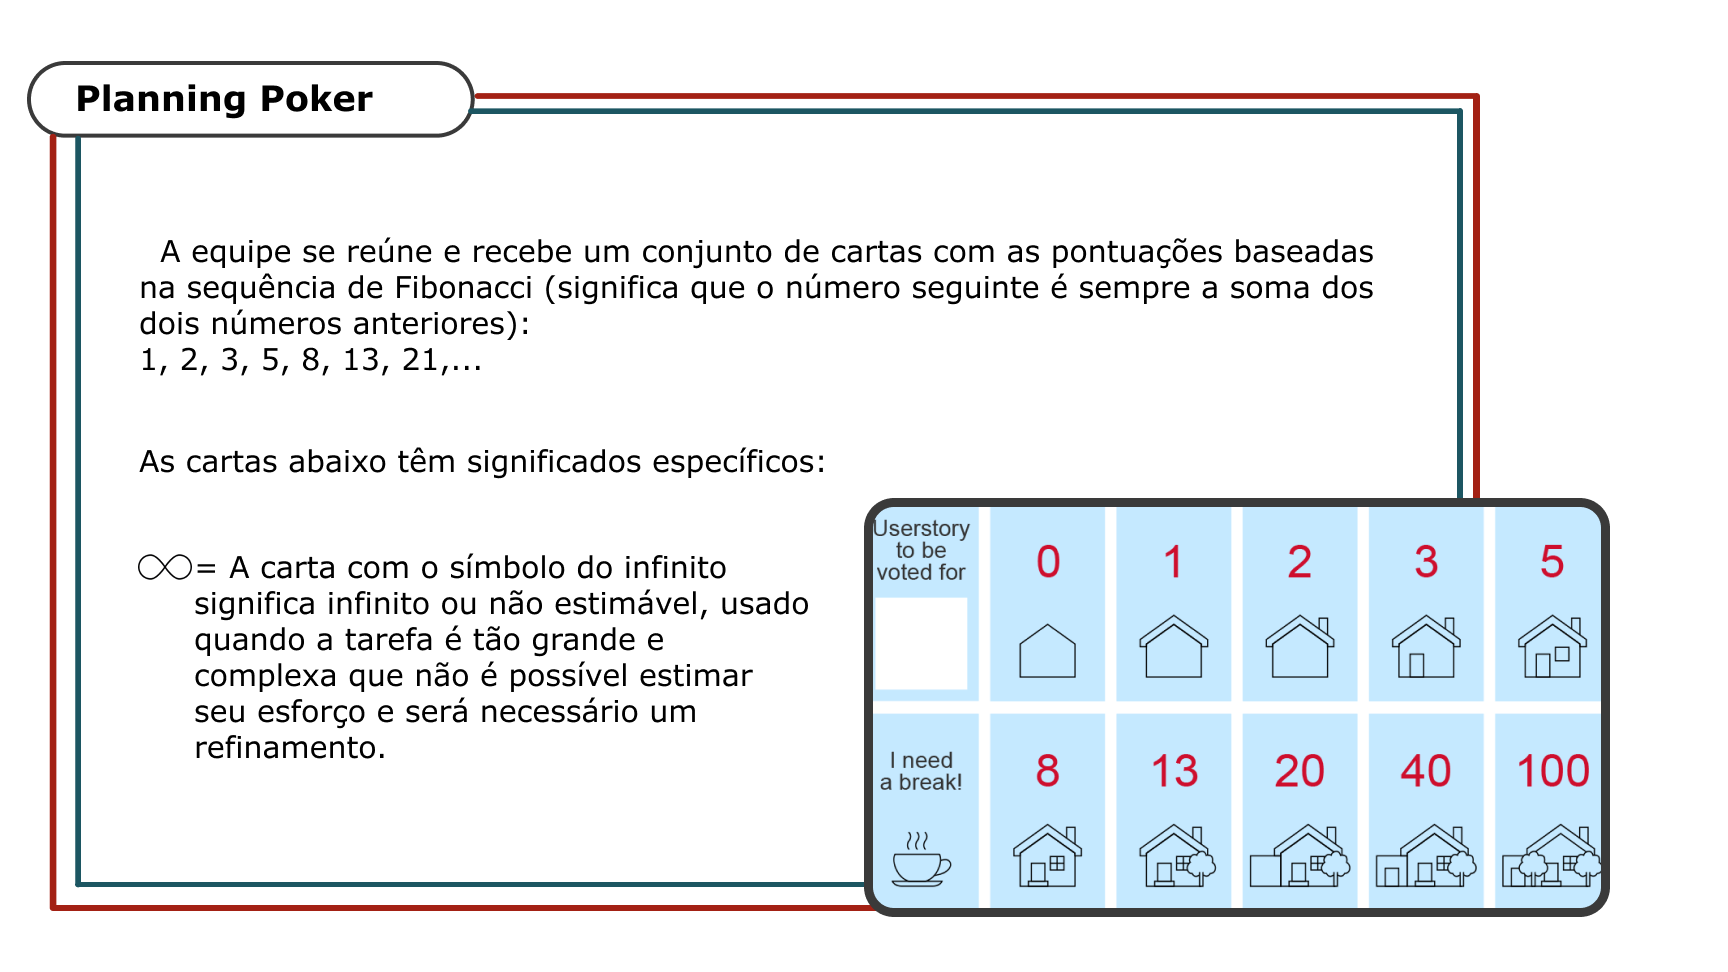 Planning Poker
A equipe se reúne e recebe um conjunto de cartas com as pontuações baseadas
na sequência de Fibonacci (significa que o número seguinte é sempre a soma dos
dois números anteriores):
1, 2, 3, 5, 8, 13, 21,...
As cartas abaixo têm significados específicos:
∞= A carta com o símbolo do infinito
significa infinito ou não estimável, usado
quando a tarefa é tão grande e
complexa que não é possível estimar
seu esforço e será necessário um
refinamento.
Userstory
to be
voted for
0
1
2
3
5
I need
a break!
8
13
20
40
100